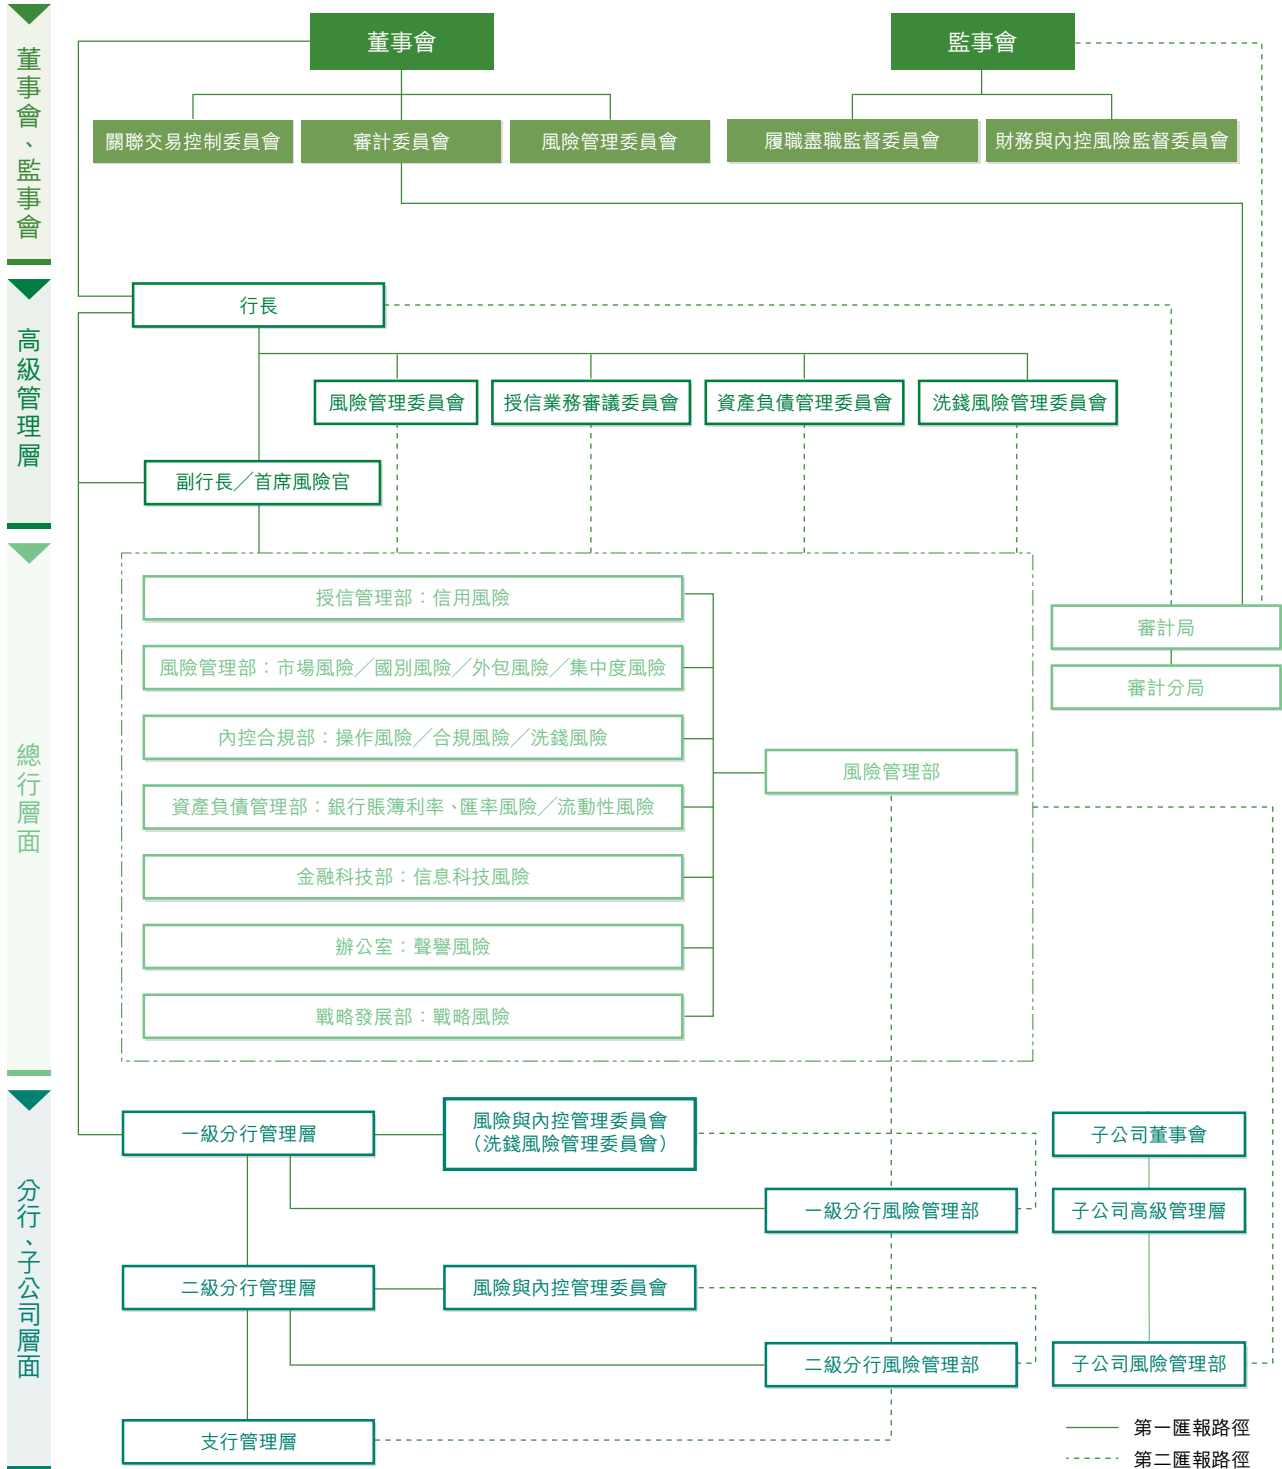 董事會、監事會
董事會
監事會
關聯交易控制委員會
審計委員會
風險管理委員會
履職盡職監督委員會
財務與內控風險監督委員會
高級管理層
行長
風險管理委員會
授信業務審議委員會
資產負債管理委員會
洗錢風險管理委員會
副行長／首席風險官
總行層面
授信管理部：信用風險
風險管理部：市場風險／國別風險／外包風險／集中度風險
內控合規部：操作風險／合規風險／洗錢風險
資產負債管理部：銀行賬簿利率、匯率風險／流動性風險
金融科技部：信息科技風險
辦公室：聲譽風險
戰略發展部：戰略風險
風險管理部
審計局
審計分局
分行、子公司層面
一級分行管理層
風險與內控管理委員會
（洗錢風險管理委員會）
子公司董事會
一級分行風險管理部
子公司高級管理層
二級分行管理層
風險與內控管理委員會
二級分行風險管理部
子公司風險管理部
支行管理層
第一匯報路徑
第二匯報路徑